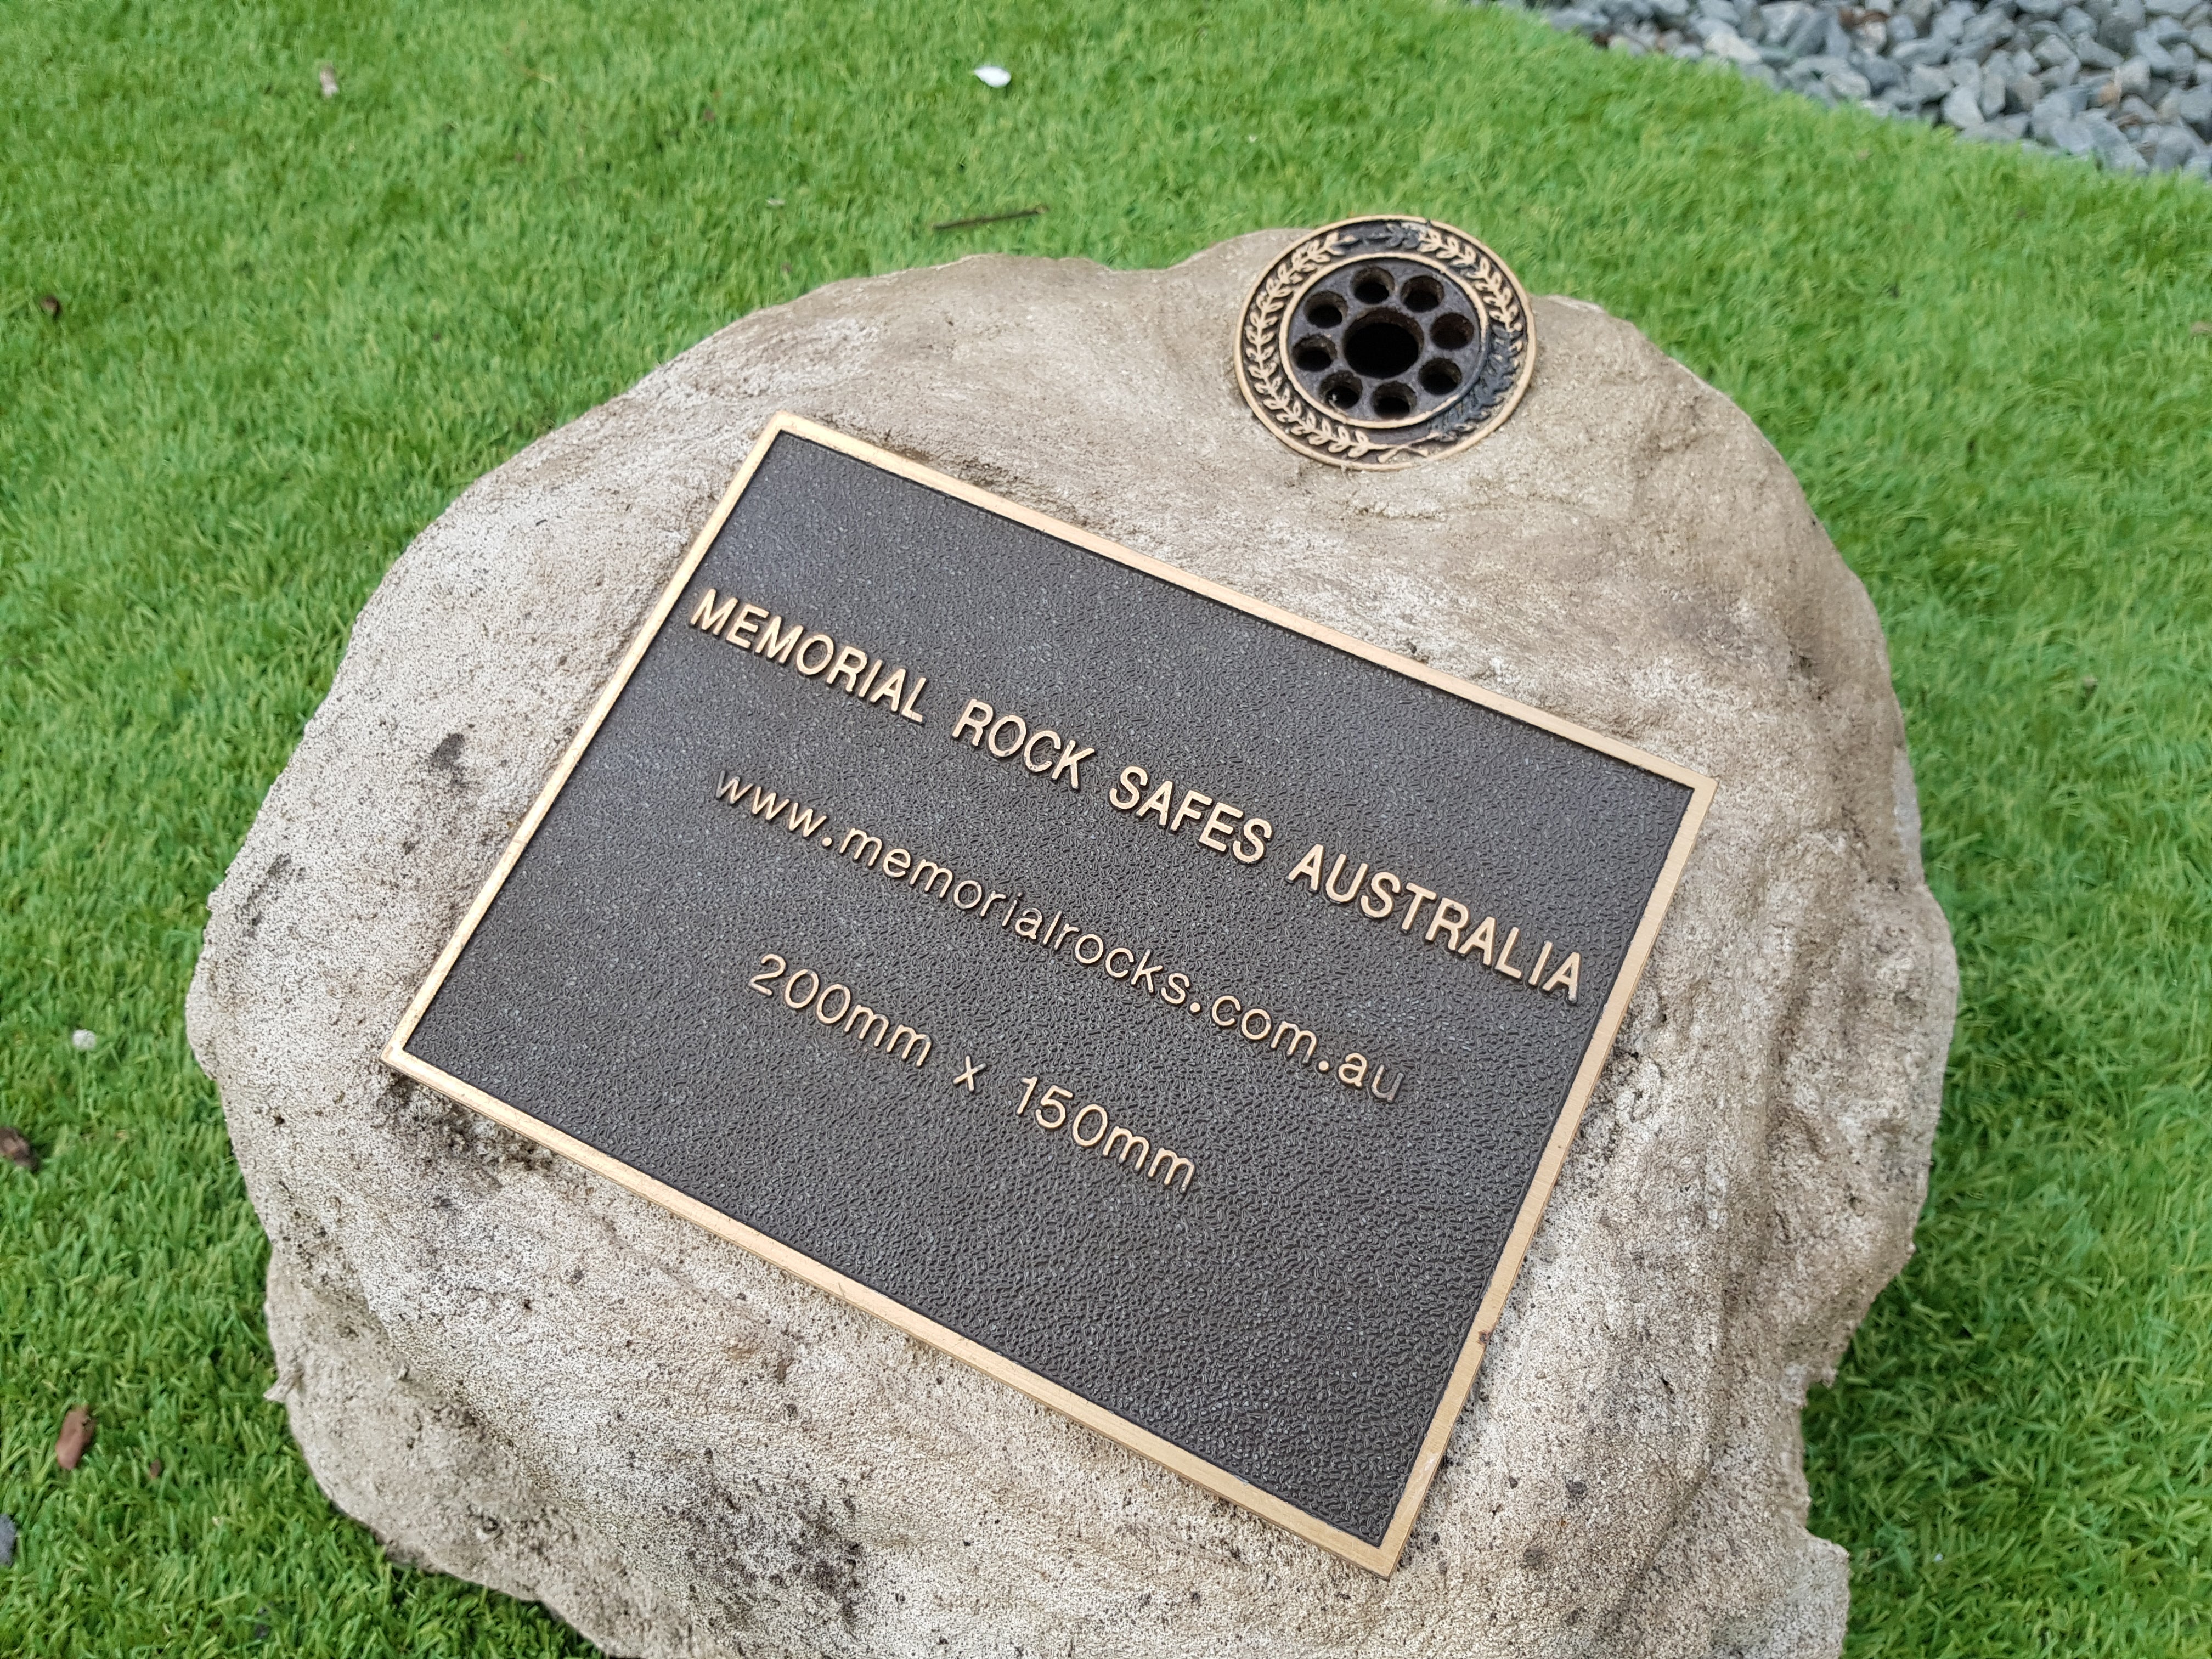 MEMORIAL ROCK SAFES AUSTRALIA
www.memorialrocks.com.au
200mm x 150mm